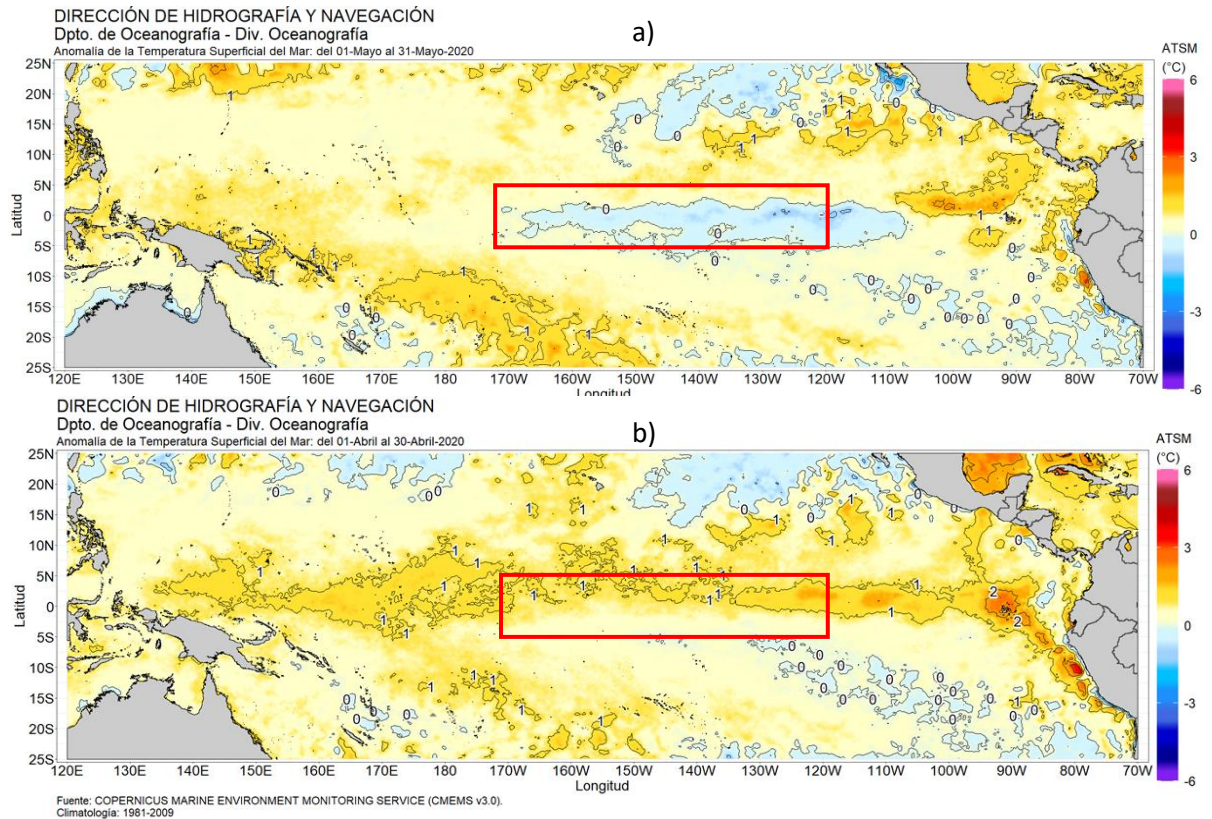 DIRECCIÓN DE HIDROGRAFÍA Y NAVEGACIÓN
Dpto. de Oceanografía - Div. Oceanografía
a)
Anomalía de la Temperatura Superficial del Mar: del 01-Mayo al 31-Mayo-2020
ATSM
(°C)
25N
20N
15N
10N
5N
0
5S
10S
15S
20S
25S
Latitud
6
3
0
-3
-6
120E 130E 140E 150E 160E 170E 180 170W 160W 150W 140W 130W 120W 110W 100W 90W 80W 70W
Longitud
DIRECCIÓN DE HIDROGRAFÍA Y NAVEGACIÓN
Dpto. de Oceanografía - Div. Oceanografía
b)
Anomalía de la Temperatura Superficial del Mar: del 01-Abril al 30-Abril-2020
ATSM
(°C)
25N
20N
15N
10N
5N
0
5S
10S
15S
20S
25S
Latitud
6
3
0
-3
-6
120E 130E 140E 150E 160E 170E 180 170W 160W 150W 140W 130W 120W 110W 100W 90W 80W 70W
Longitud
Fuente: COPERNICUS MARINE ENVIRONMENT MONITORING SERVICE (CMEMS v3.0).
Climatología: 1981-2009